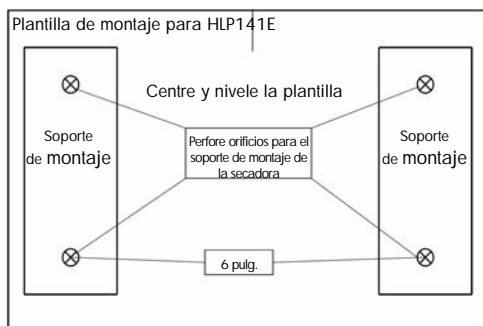 Plantilla de montaje para HLP141E
Centre y nivele la plantilla
Soporte
de montaje
Perfore orificios para el
soporte de montaje de
la secadora
Soporte
de montaje
6 pulg.